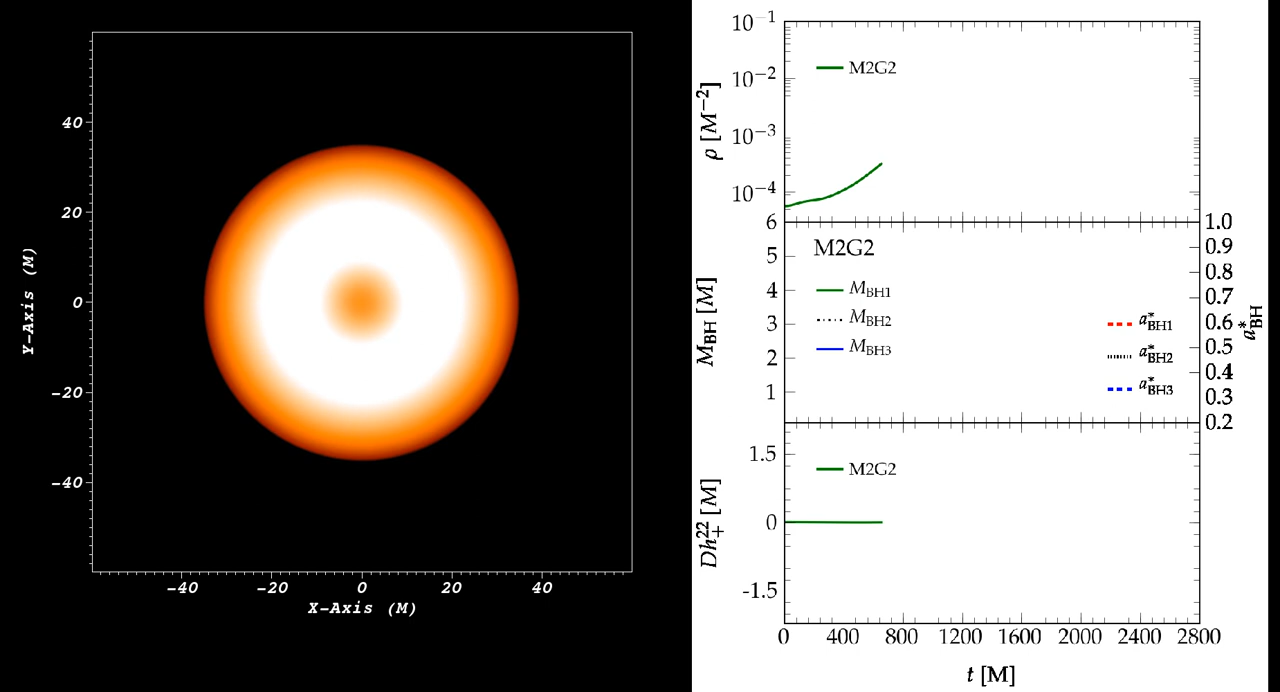 40
20
0
-20
-40
Y-Axis (M)
-40 -20 0 20 40
X-Axis (M)
10⁻¹
10⁻²
10⁻³
10⁻⁴
ρ [M⁻²]
M2G2
6
5
4
3
2
1
M_BH [M]
M2G2
M_BH1
M_BH2
M_BH3
a*_BH1
a*_BH2
a*_BH3
1.0
0.9
0.8
0.7
0.6
0.5
0.4
0.3
0.2
a*_BH
1.5
0
-1.5
Dh₊²² [M]
M2G2
0 400 800 1200 1600 2000 2400 2800
t [M]